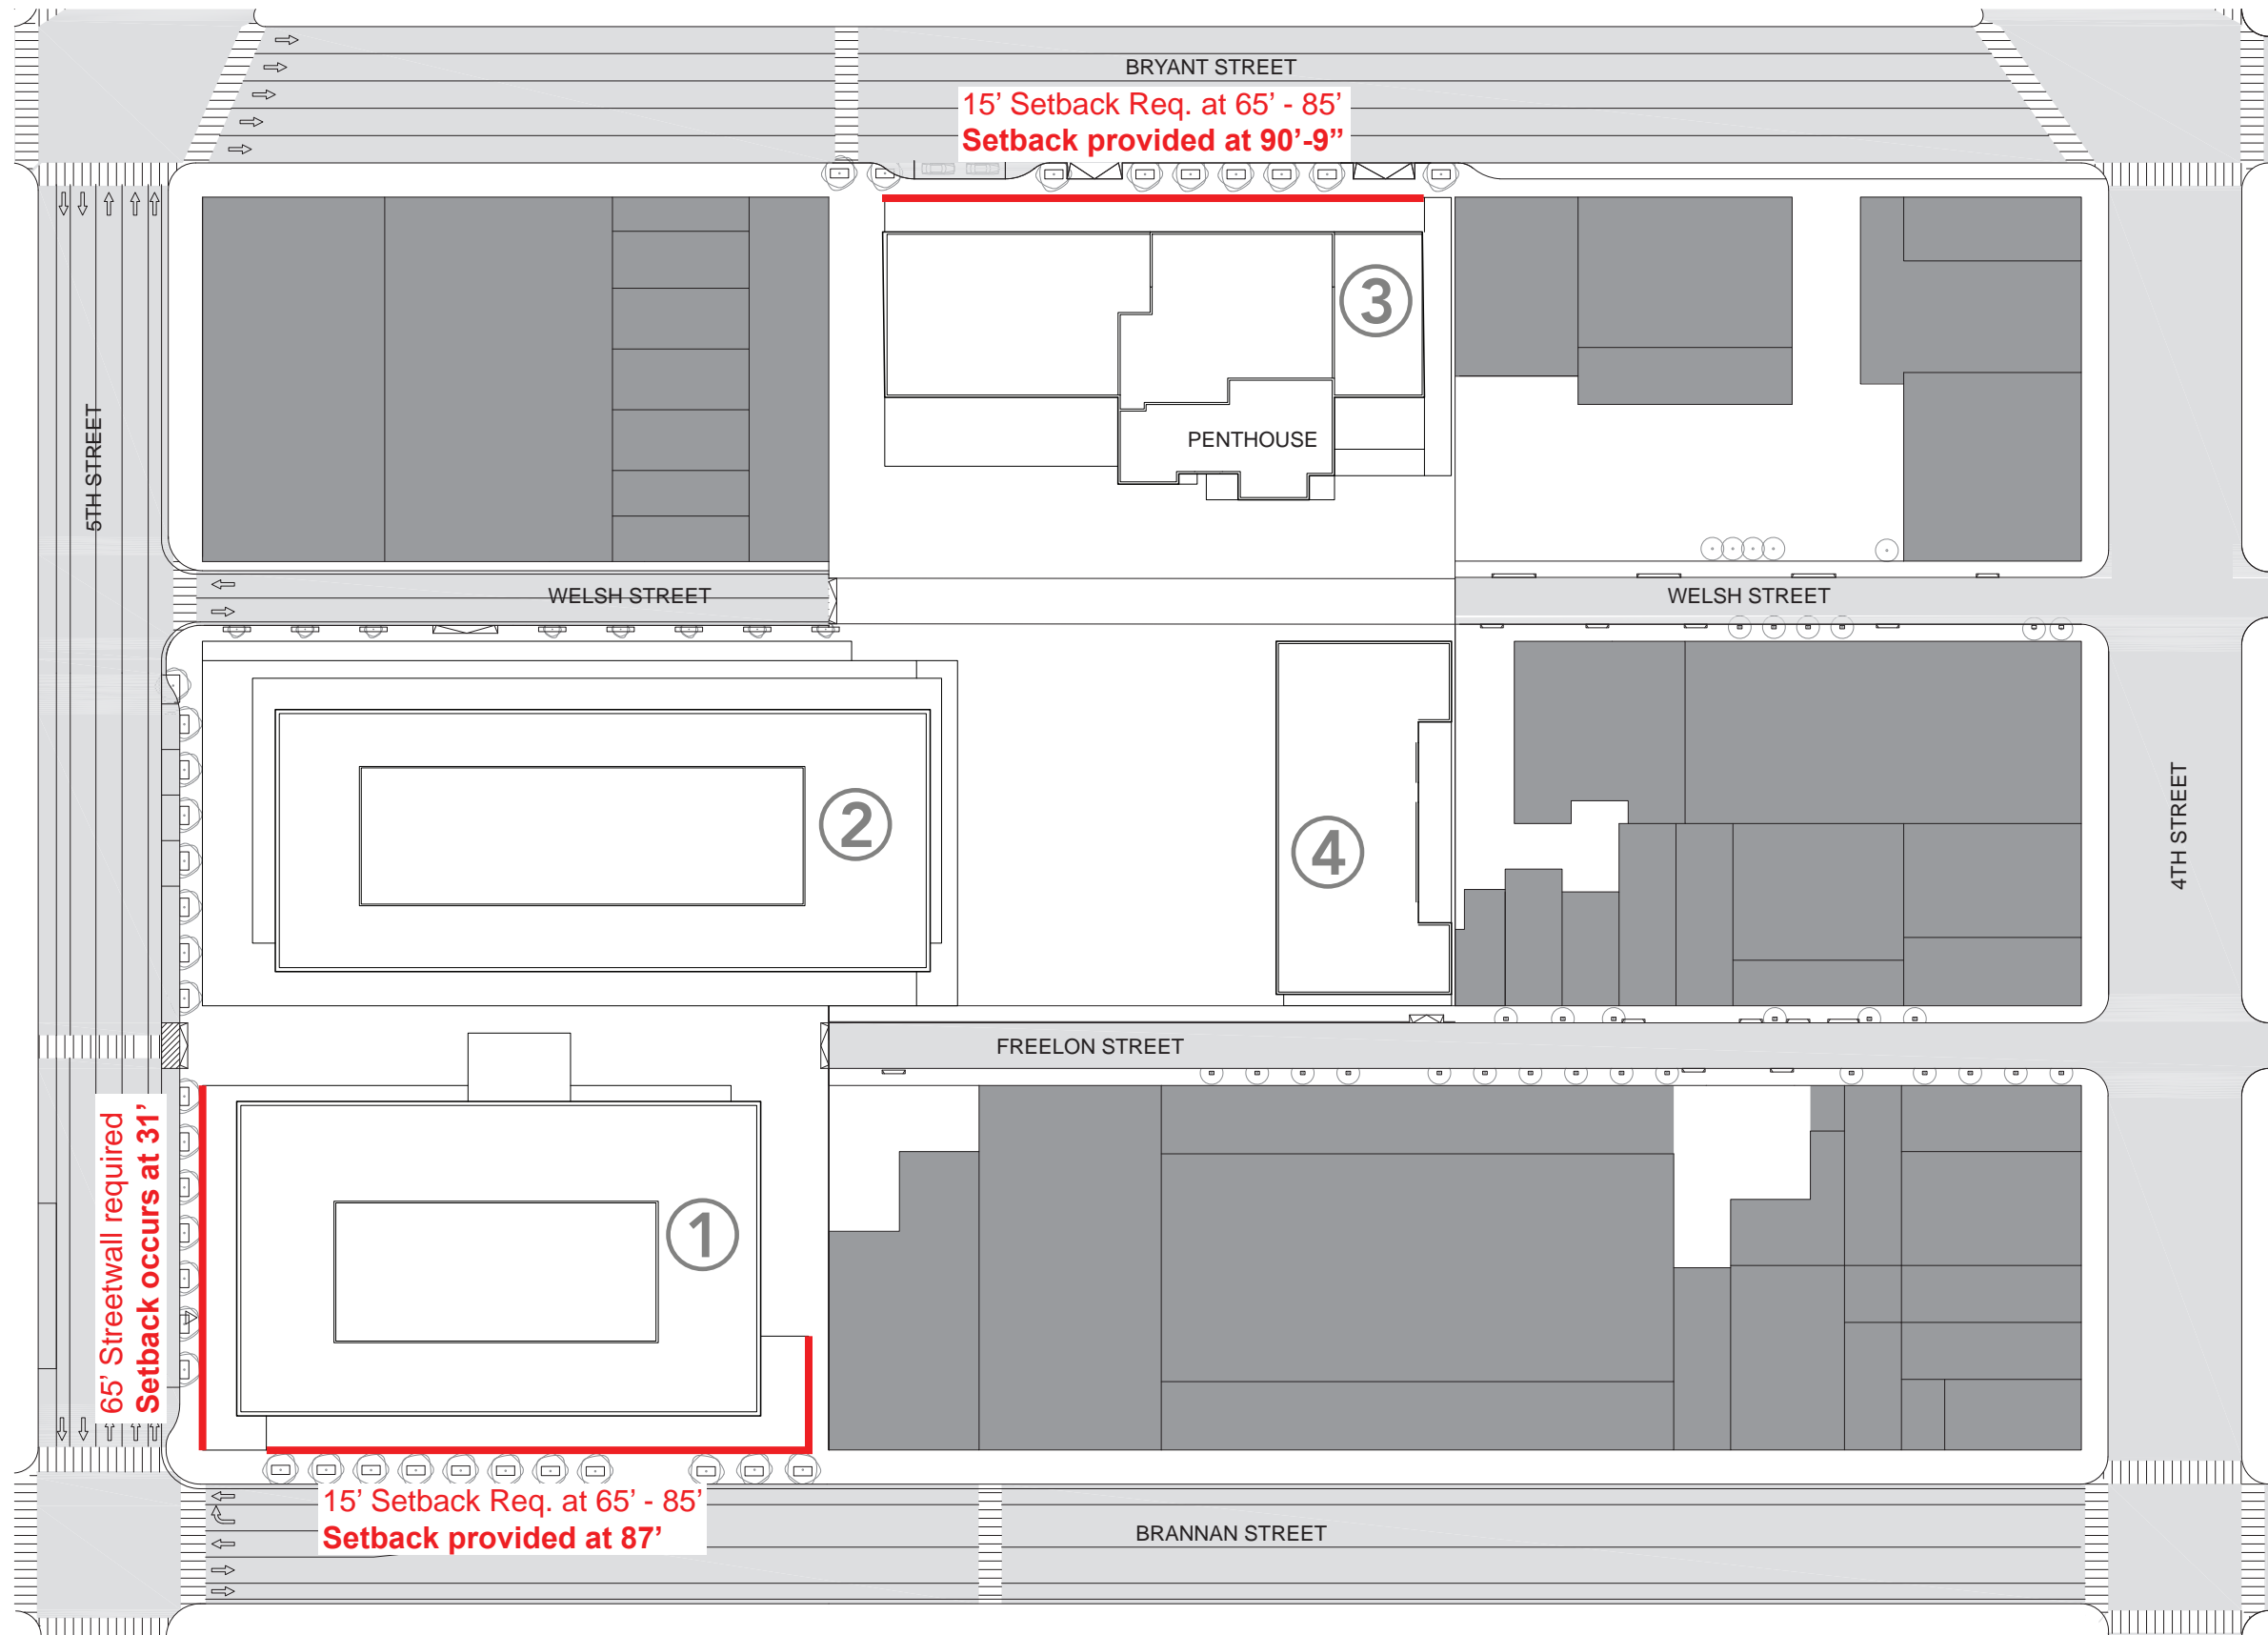 BRYANT STREET
15’ Setback Req. at 65’ - 85’
Setback provided at 90’-9”
3
5TH STREET
PENTHOUSE
WELSH STREET
WELSH STREET
2
4
4TH STREET
FREELON STREET
65’ Streetwall required
Setback occurs at 31’
1
15’ Setback Req. at 65’ - 85’
Setback provided at 87’
BRANNAN STREET